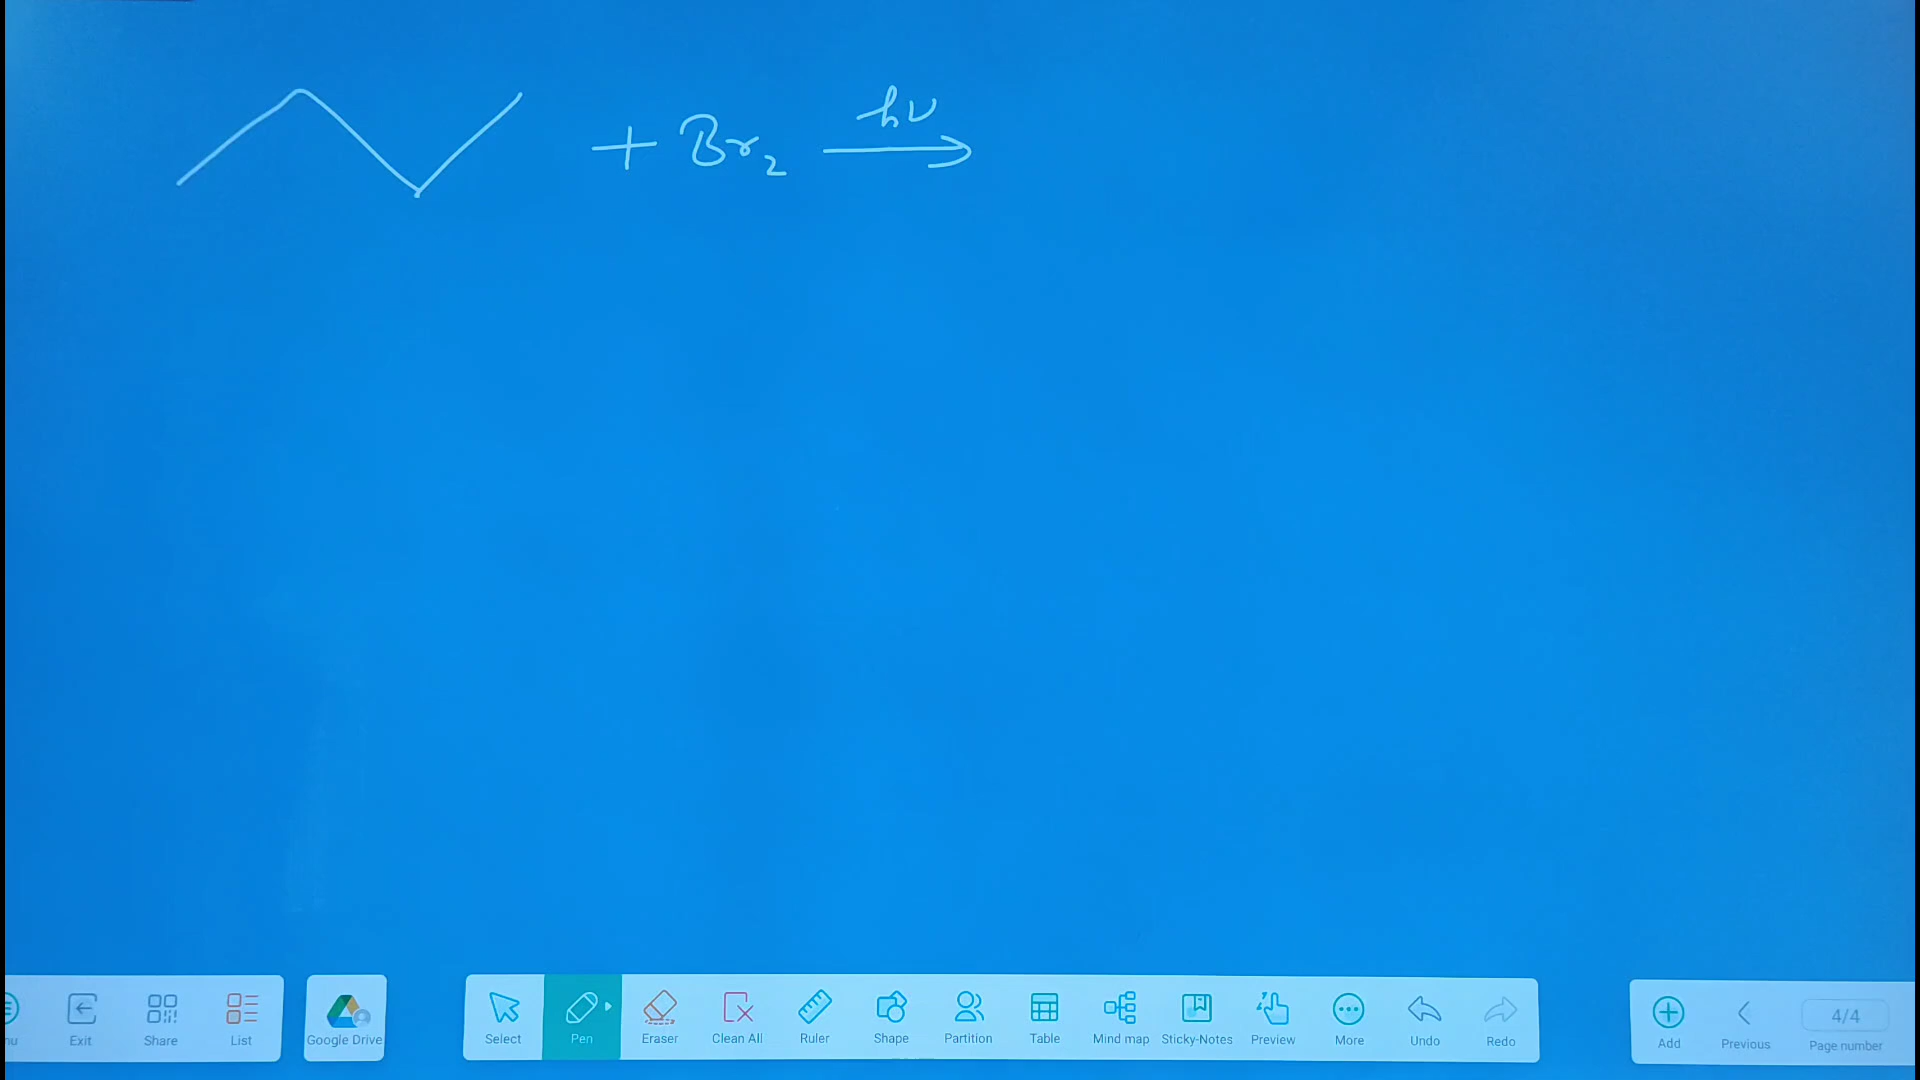 + Br₂ hν →
nu Exit Share List Google Drive Select Pen Eraser Clean All Ruler Shape Partition Table Mind map Sticky-Notes Preview More Undo Redo Add Previous 4/4 Page number